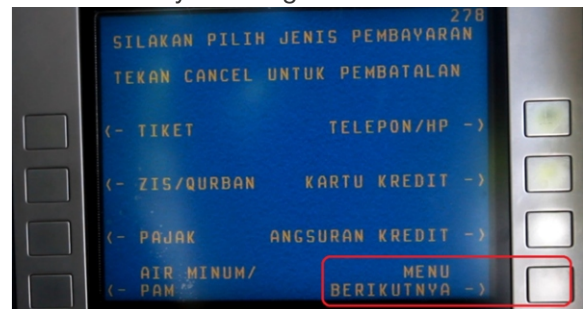 278
SILAKAN PILIH JENIS PEMBAYARAN
TEKAN CANCEL UNTUK PEMBATALAN
<- TIKET TELEPON/HP ->
<- ZIS/QURBAN KARTU KREDIT ->
<- PAJAK ANGSURAN KREDIT ->
AIR MINUM/ MENU
<- PAM BERIKUTNYA ->